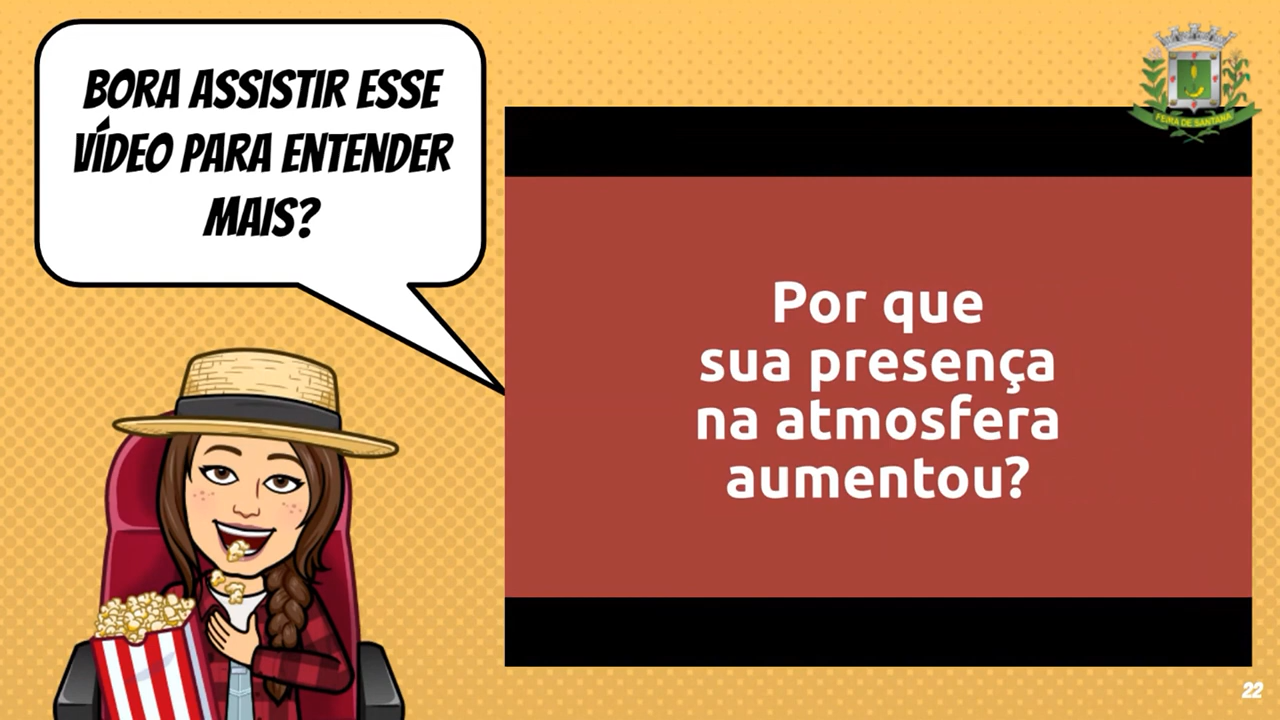 BORA ASSISTIR ESSE
VÍDEO PARA ENTENDER
MAIS?
FEIRA DE SANTANA
Por que
sua presença
na atmosfera
aumentou?
22